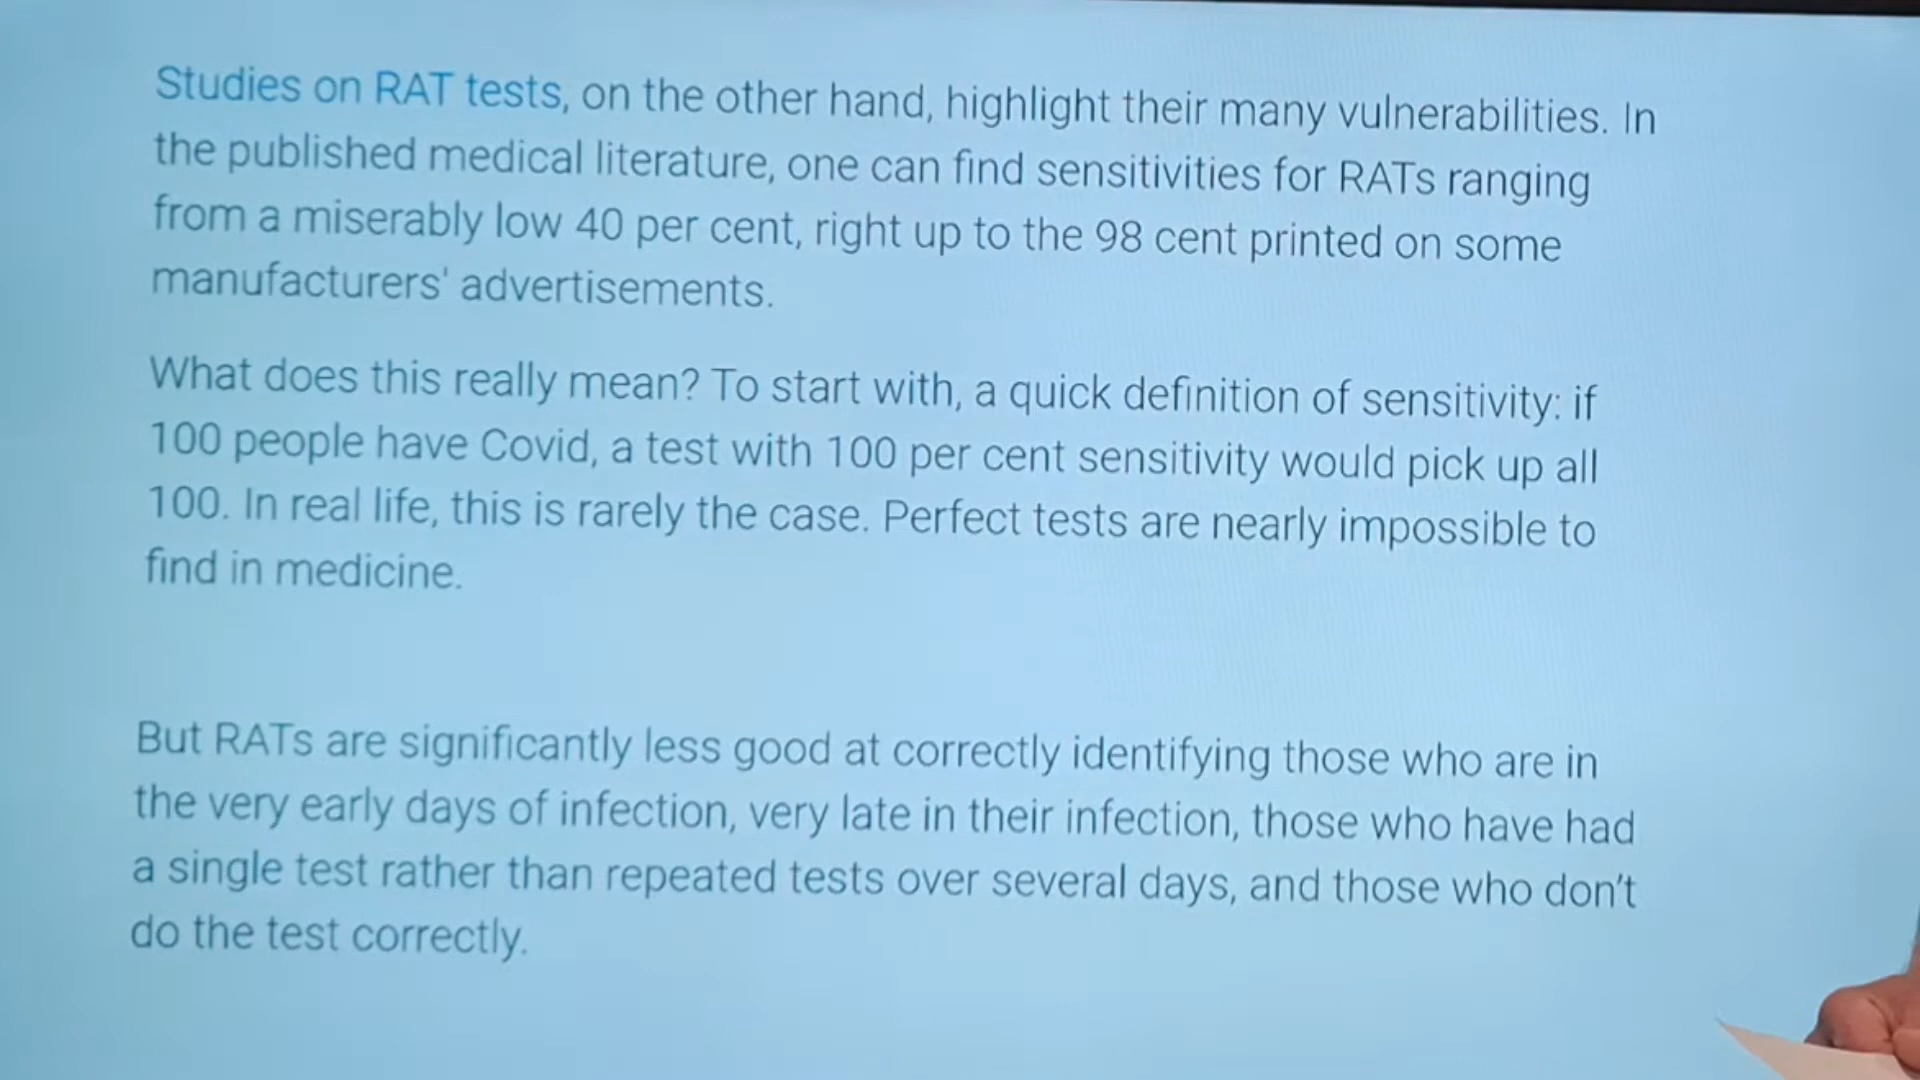 Studies on RAT tests, on the other hand, highlight their many vulnerabilities. In
the published medical literature, one can find sensitivities for RATs ranging
from a miserably low 40 per cent, right up to the 98 cent printed on some
manufacturers' advertisements.
What does this really mean? To start with, a quick definition of sensitivity: if
100 people have Covid, a test with 100 per cent sensitivity would pick up all
100. In real life, this is rarely the case. Perfect tests are nearly impossible to
find in medicine.
But RATs are significantly less good at correctly identifying those who are in
the very early days of infection, very late in their infection, those who have had
a single test rather than repeated tests over several days, and those who don't
do the test correctly.